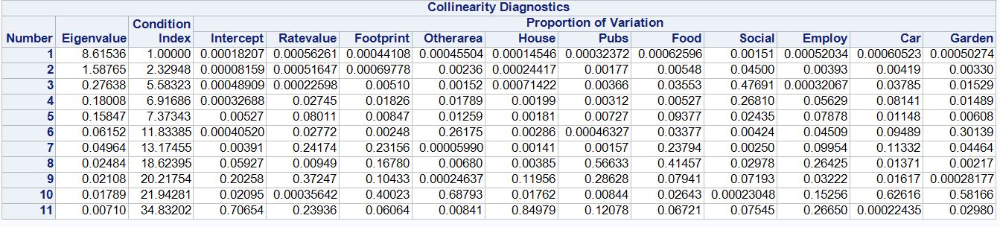 Collinearity Diagnostics
Number Eigenvalue Condition Index Proportion of Variation
Intercept Ratevalue Footprint Otherarea House Pubs Food Social Employ Car Garden
1 8.61536 1.00000 0.00018207 0.00056261 0.00044108 0.00045504 0.00014546 0.00032372 0.00062596 0.00151 0.00052034 0.00060523 0.00050274
2 1.58765 2.32948 0.00008159 0.00051647 0.00069778 0.00236 0.00024417 0.00177 0.00548 0.04500 0.00393 0.00419 0.00330
3 0.27638 5.58323 0.00048909 0.00022598 0.00510 0.00152 0.00071422 0.00366 0.03553 0.47691 0.00032067 0.03785 0.01529
4 0.18008 6.91686 0.00032688 0.02745 0.01826 0.01789 0.00199 0.00312 0.00527 0.26810 0.05629 0.08141 0.01489
5 0.15847 7.37343 0.00527 0.08011 0.00847 0.01259 0.00181 0.00727 0.09377 0.02435 0.07878 0.01148 0.00608
6 0.06152 11.83385 0.00040520 0.02772 0.00248 0.26175 0.00286 0.00046327 0.03377 0.00424 0.04509 0.09489 0.30139
7 0.04964 13.17455 0.00391 0.24174 0.23156 0.00005990 0.00141 0.00157 0.23794 0.00250 0.09954 0.11332 0.04464
8 0.02484 18.62395 0.05927 0.00949 0.16780 0.00680 0.00385 0.56633 0.41457 0.02978 0.26425 0.01371 0.00217
9 0.02108 20.21754 0.20258 0.37247 0.10433 0.00024637 0.11956 0.28628 0.07941 0.07193 0.03222 0.01617 0.00028177
10 0.01789 21.94281 0.02095 0.00035642 0.40023 0.68793 0.01762 0.00844 0.02643 0.00023048 0.15256 0.62616 0.58166
11 0.00710 34.83202 0.70654 0.23936 0.06064 0.00841 0.84979 0.12078 0.06721 0.07545 0.26650 0.00022435 0.02980